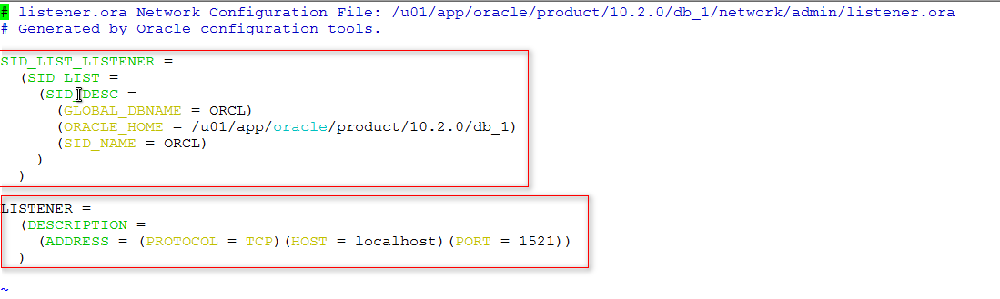 # listener.ora Network Configuration File: /u01/app/oracle/product/10.2.0/db_1/network/admin/listener.ora
# Generated by Oracle configuration tools.
SID_LIST_LISTENER =
(SID_LIST =
(SID_DESC =
(GLOBAL_DBNAME = ORCL)
(ORACLE_HOME = /u01/app/oracle/product/10.2.0/db_1)
(SID_NAME = ORCL)
)
)
LISTENER =
(DESCRIPTION =
(ADDRESS = (PROTOCOL = TCP)(HOST = localhost)(PORT = 1521))
)
~